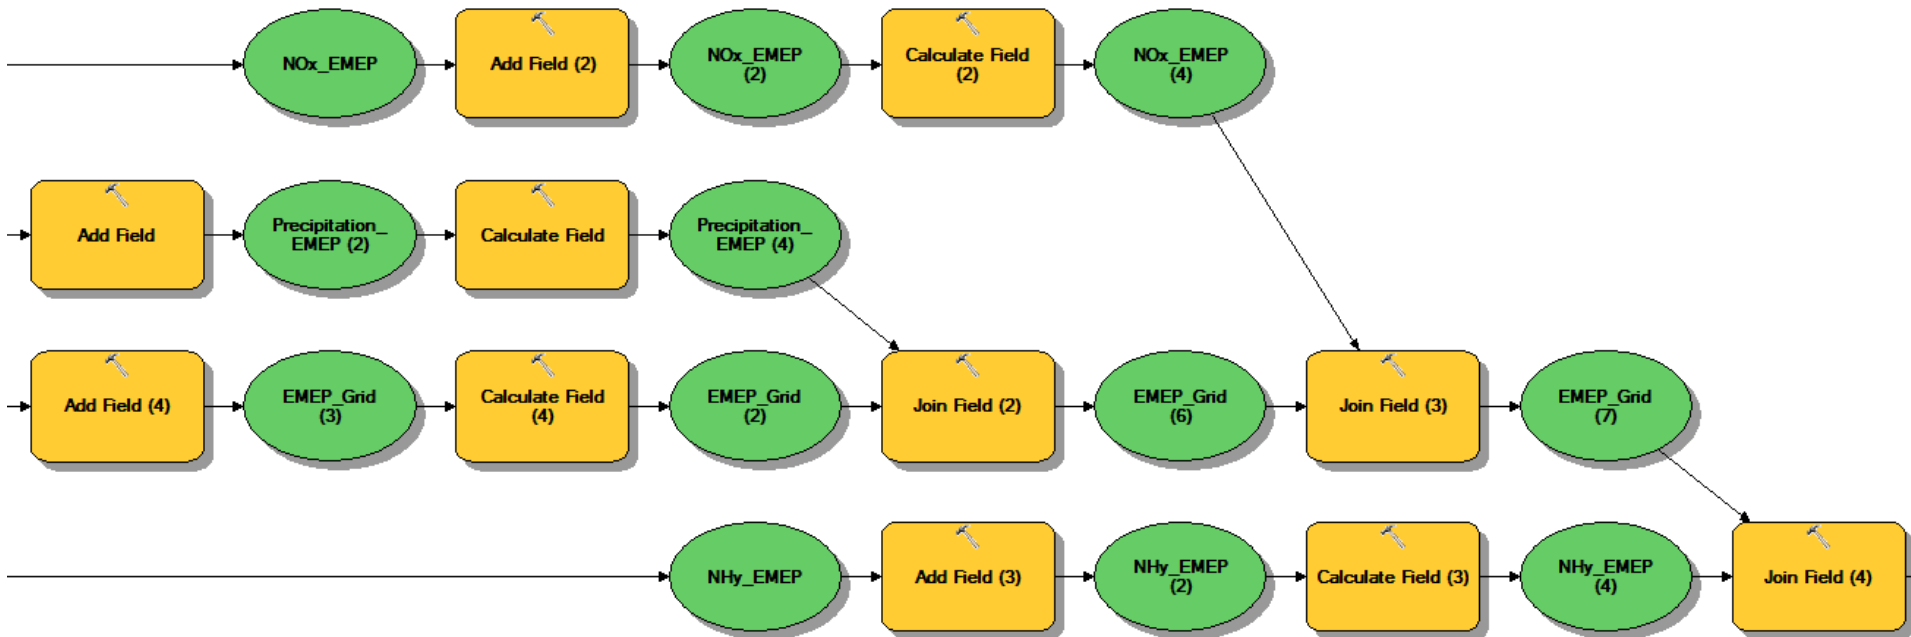 NOx_EMEP
Add Field (2)
NOx_EMEP
(2)
Calculate Field
(2)
NOx_EMEP
(4)
Add Field
Precipitation_
EMEP (2)
Calculate Field
Precipitation_
EMEP (4)
Add Field (4)
EMEP_Grid
(3)
Calculate Field
(4)
EMEP_Grid
(2)
Join Field (2)
EMEP_Grid
(6)
Join Field (3)
EMEP_Grid
(7)
NHy_EMEP
Add Field (3)
NHy_EMEP
(2)
Calculate Field (3)
NHy_EMEP
(4)
Join Field (4)